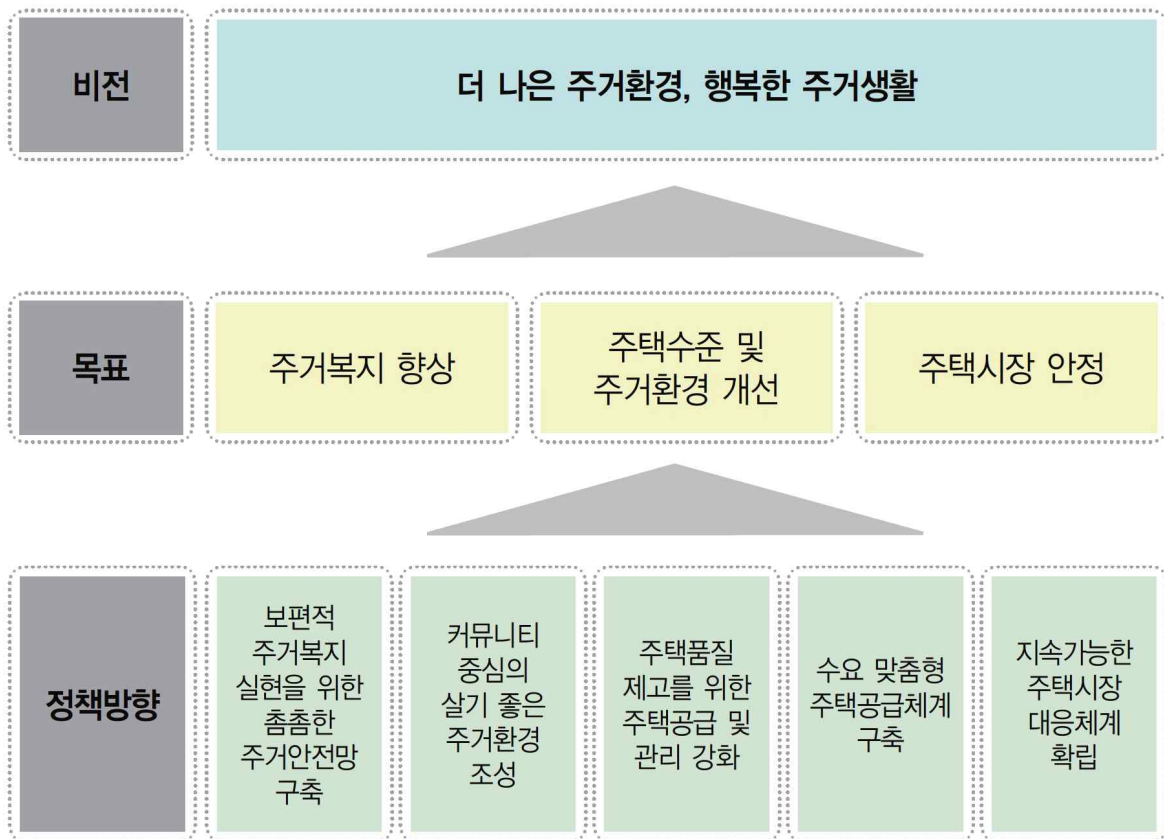 비전
더 나은 주거환경, 행복한 주거생활
목표
주거복지 향상
주택수준 및
주거환경 개선
주택시장 안정
정책방향
보편적
주거복지
실현을 위한
촘촘한
주거안전망
구축
커뮤니티
중심의
살기 좋은
주거환경
조성
주택품질
제고를 위한
주택공급 및
관리 강화
수요 맞춤형
주택공급체계
구축
지속가능한
주택시장
대응체계
확립